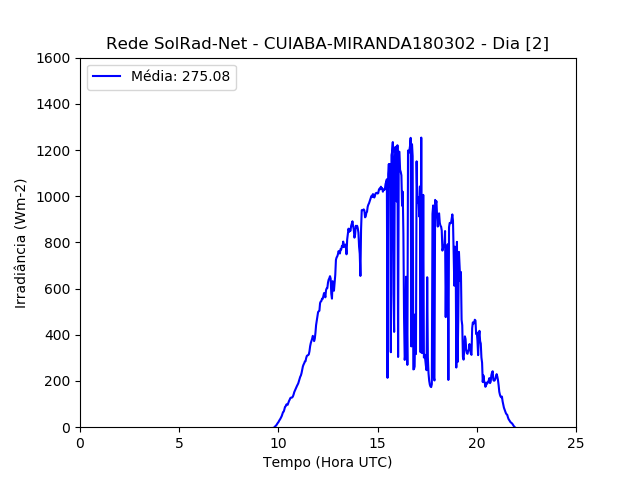 Rede SolRad-Net - CUIABA-MIRANDA180302 - Dia [2]
Média: 275.08
Irradiância (Wm-2)
1600
1400
1200
1000
800
600
400
200
0
0 5 10 15 20 25
Tempo (Hora UTC)